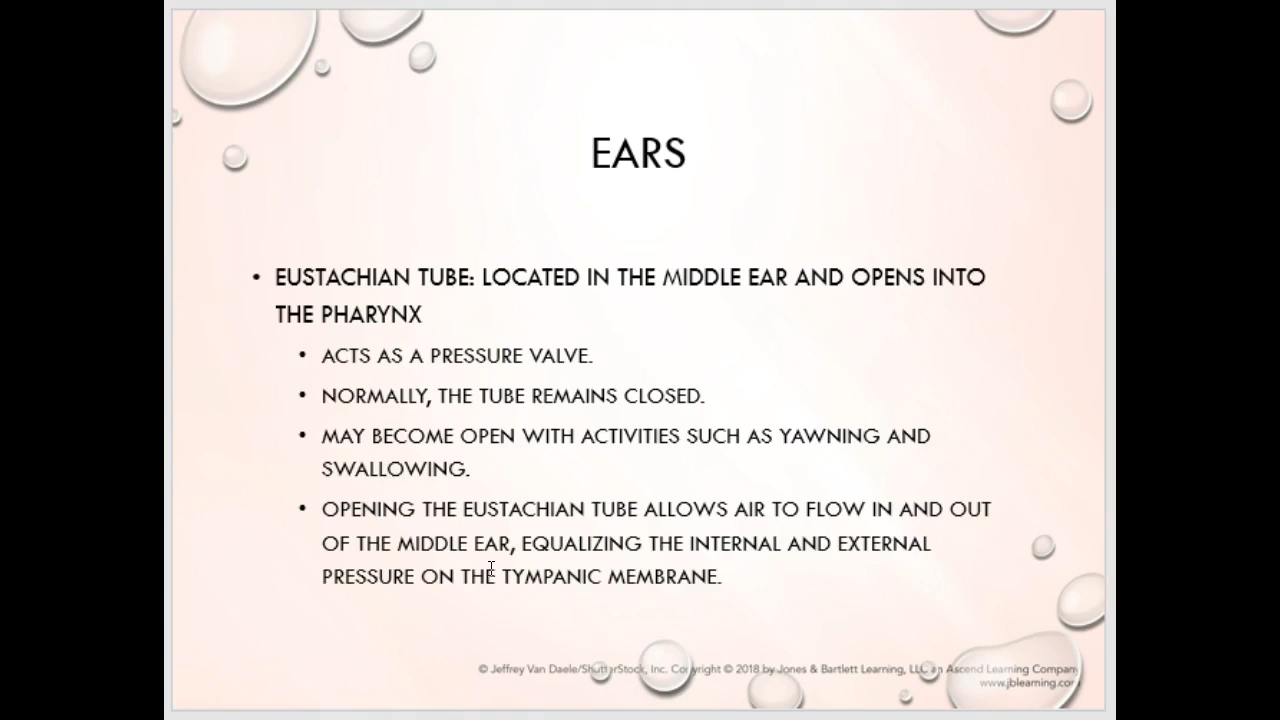 EARS
• EUSTACHIAN TUBE: LOCATED IN THE MIDDLE EAR AND OPENS INTO
THE PHARYNX
• ACTS AS A PRESSURE VALVE.
• NORMALLY, THE TUBE REMAINS CLOSED.
• MAY BECOME OPEN WITH ACTIVITIES SUCH AS YAWNING AND
SWALLOWING.
• OPENING THE EUSTACHIAN TUBE ALLOWS AIR TO FLOW IN AND OUT
OF THE MIDDLE EAR, EQUALIZING THE INTERNAL AND EXTERNAL
PRESSURE ON THE TYMPANIC MEMBRANE.
© Jeffrey Van Daele/ShutterStock, Inc. Copyright © 2018 by Jones & Bartlett Learning, LLC an Ascend Learning Company
www.jblearning.com